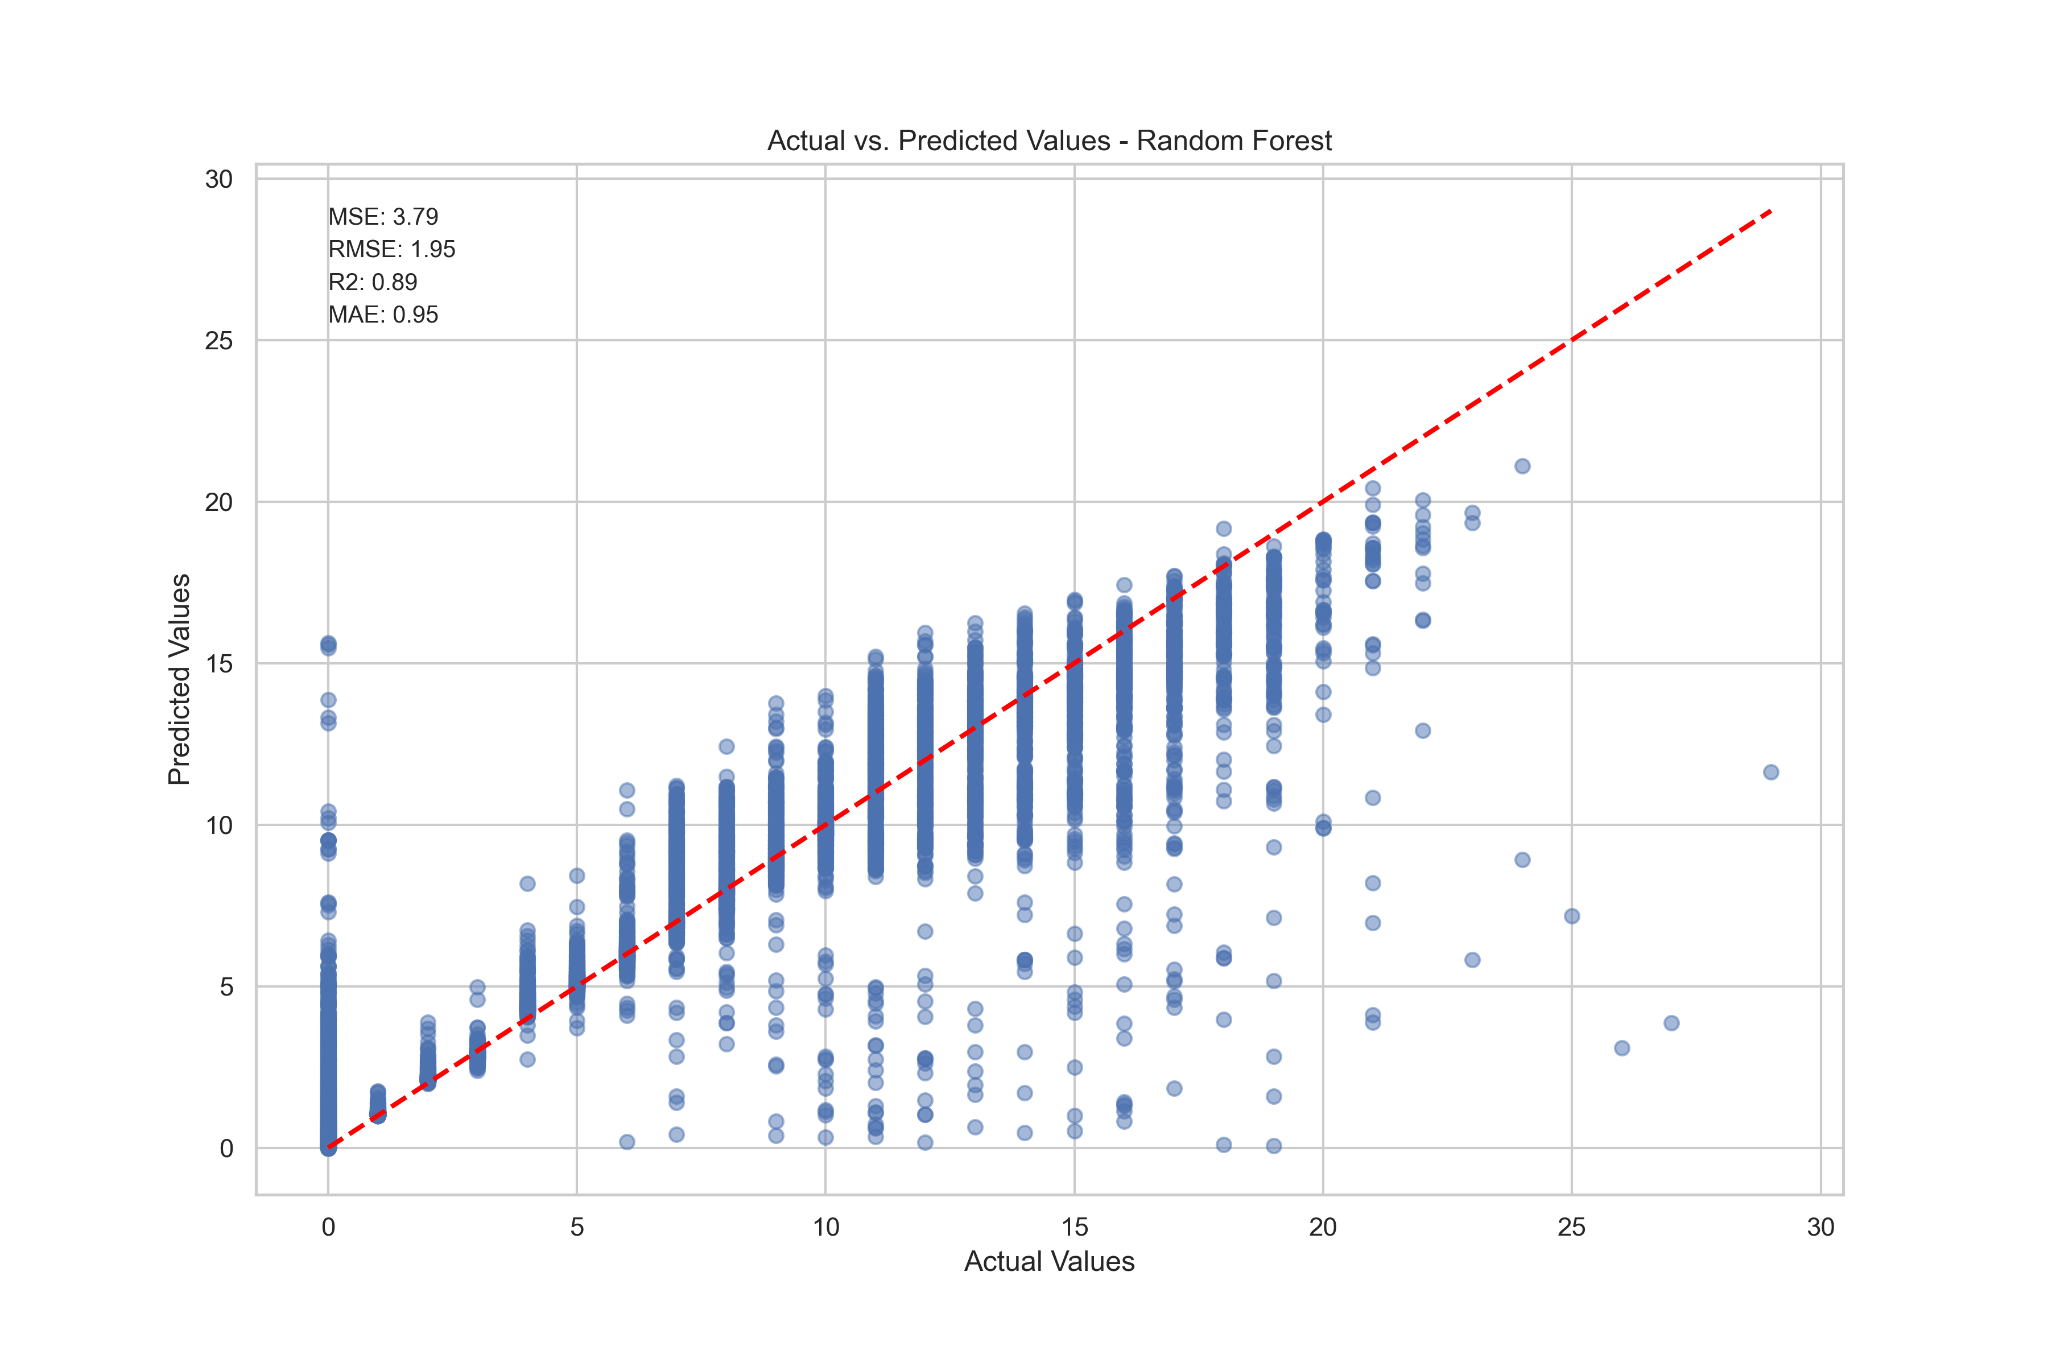 Actual vs. Predicted Values - Random Forest
MSE: 3.79
RMSE: 1.95
R2: 0.89
MAE: 0.95
Predicted Values
30
25
20
15
10
5
0
0 5 10 15 20 25 30
Actual Values